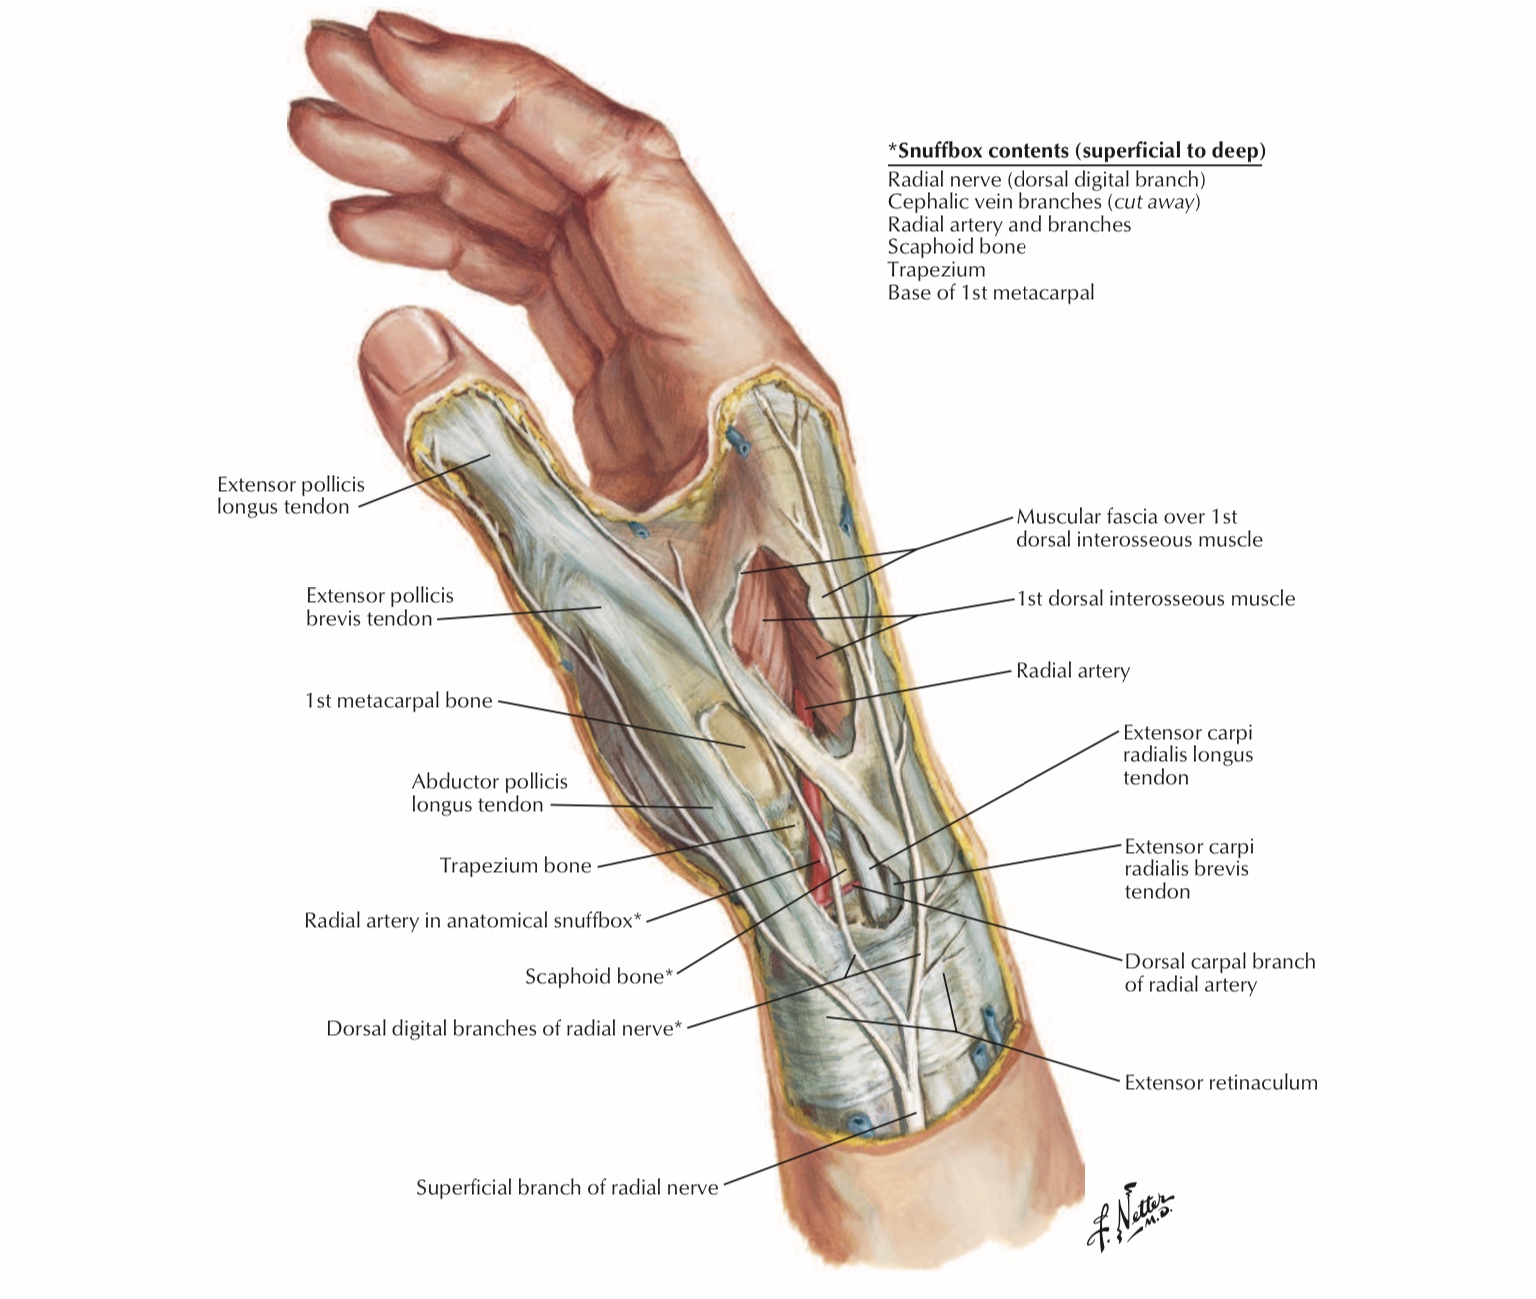 *Snuffbox contents (superficial to deep)
Radial nerve (dorsal digital branch)
Cephalic vein branches (cut away)
Radial artery and branches
Scaphoid bone
Trapezium
Base of 1st metacarpal
Extensor pollicis
longus tendon
Extensor pollicis
brevis tendon
1st metacarpal bone
Abductor pollicis
longus tendon
Trapezium bone
Radial artery in anatomical snuffbox*
Scaphoid bone*
Dorsal digital branches of radial nerve*
Superficial branch of radial nerve
Muscular fascia over 1st
dorsal interosseous muscle
1st dorsal interosseous muscle
Radial artery
Extensor carpi
radialis longus
tendon
Extensor carpi
radialis brevis
tendon
Dorsal carpal branch
of radial artery
Extensor retinaculum
F. Netter
M.D.